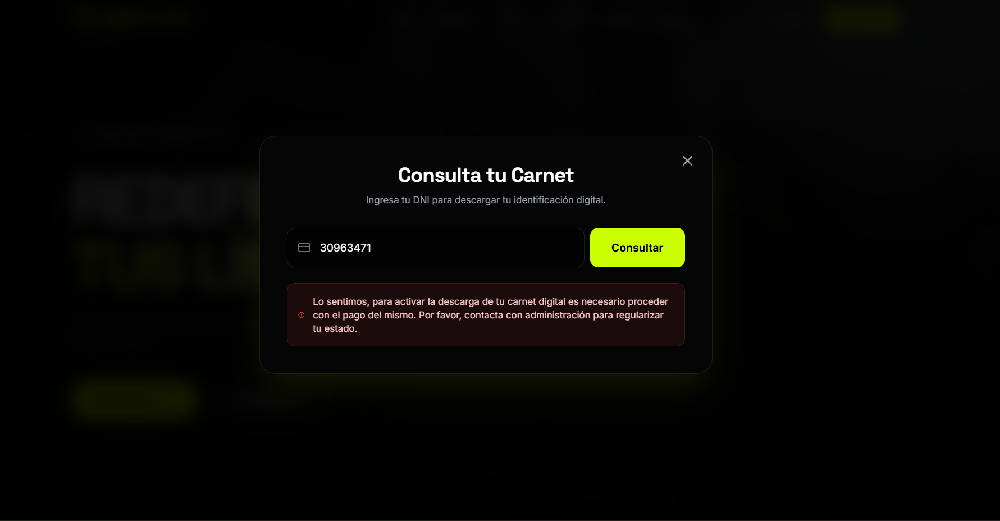 Consulta tu Carnet
Ingresa tu DNI para descargar tu identificación digital.
30963471
Consultar
Lo sentimos, para activar la descarga de tu carnet digital es necesario proceder
con el pago del mismo. Por favor, contacta con administración para regularizar
tu estado.